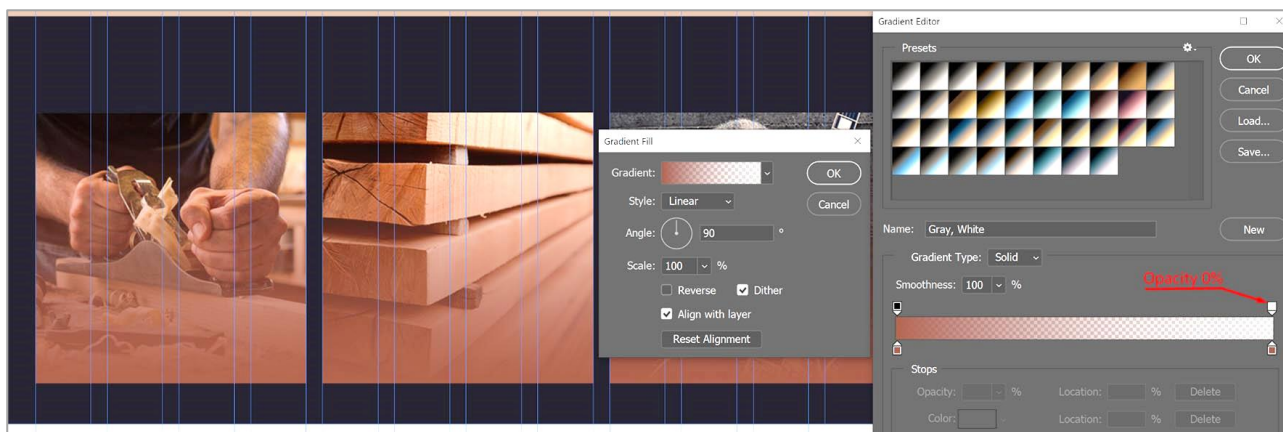 Gradient Editor
Presets
OK
Cancel
Load...
Save...
Gradient Fill
Gradient:
OK
Style: Linear
Cancel
Angle: 90 °
Scale: 100 %
Reverse Dither
Align with layer
Reset Alignment
Name: Gray, White
New
Gradient Type: Solid
Smoothness: 100 %
Opacity 0%
Stops
Opacity: % Location: % Delete
Color: Location: % Delete